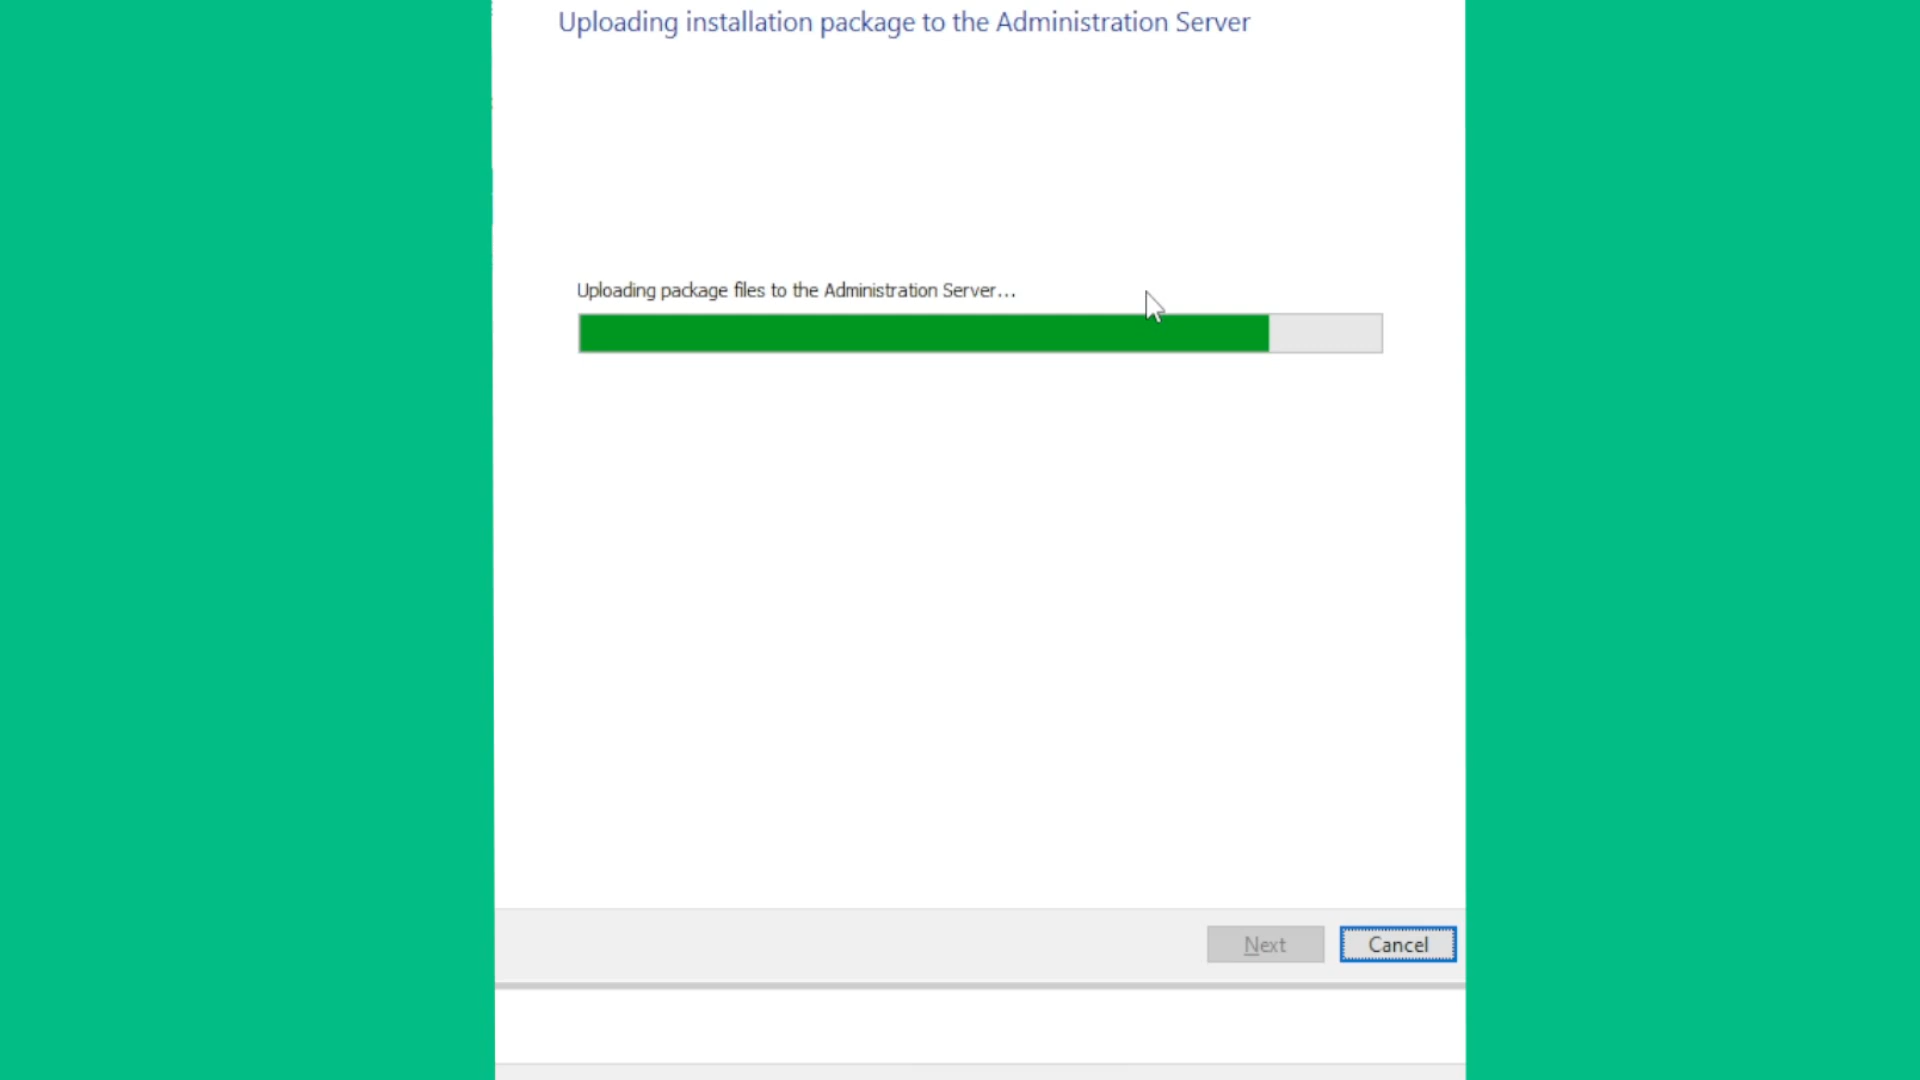 Uploading installation package to the Administration Server
Uploading package files to the Administration Server...
Next
Cancel